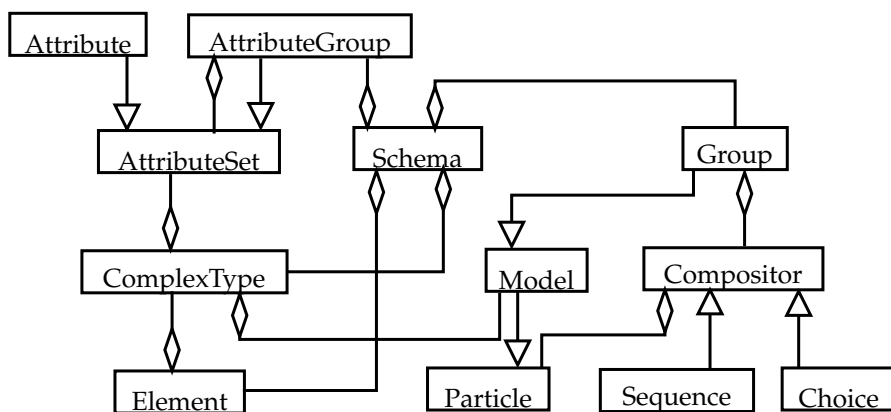 Attribute
AttributeGroup
AttributeSet
Schema
Group
ComplexType
Model
Compositor
Element
Particle
Sequence
Choice